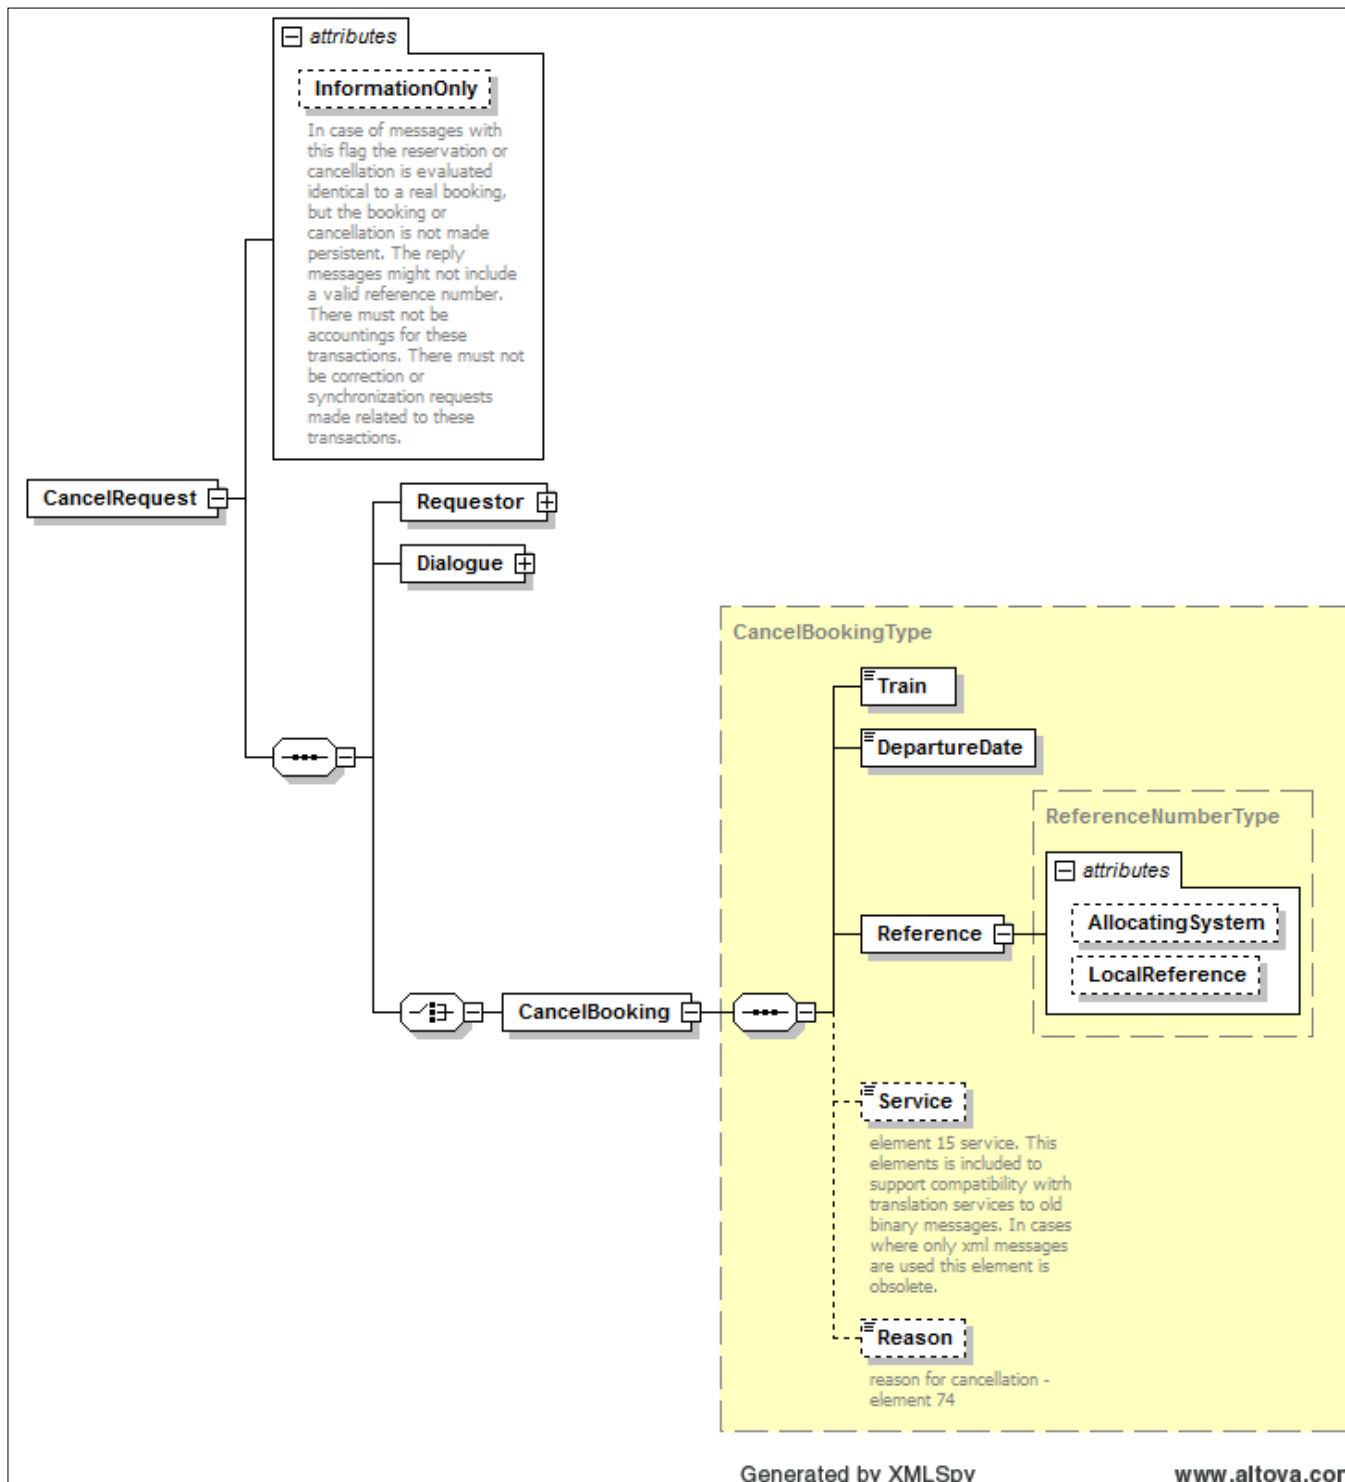 attributes
InformationOnly
In case of messages with
this flag the reservation or
cancellation is evaluated
identical to a real booking,
but the booking or
cancellation is not made
persistent. The reply
messages might not include
a valid reference number.
There must not be
accountings for these
transactions. There must not
be correction or
synchronization requests
made related to these
transactions.
CancelRequest
Requestor
Dialogue
CancelBookingType
Train
DepartureDate
ReferenceNumberType
attributes
AllocatingSystem
Reference
LocalReference
CancelBooking
Service
element 15 service. This
elements is included to
support compatibility witrh
translation services to old
binary messages. In cases
where only xml messages
are used this element is
obsolete.
Reason
reason for cancellation -
element 74
Generated by XMLSpy www.altova.com